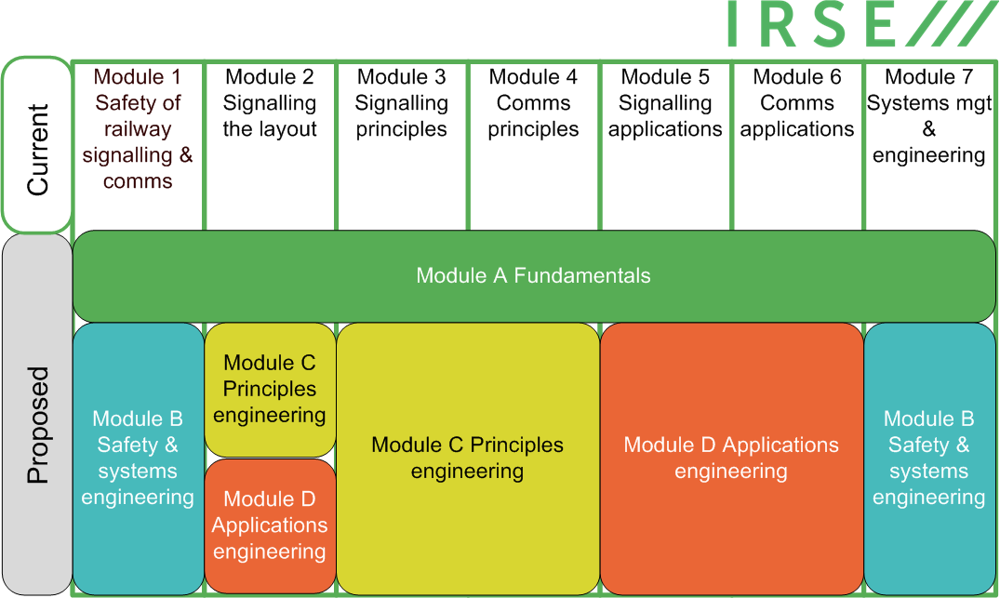 IRSE
Current
Module 1
Safety of
railway
signalling &
comms
Module 2
Signalling
the layout
Module 3
Signalling
principles
Module 4
Comms
principles
Module 5
Signalling
applications
Module 6
Comms
applications
Module 7
Systems mgt
&
engineering
Proposed
Module A Fundamentals
Module B
Safety &
systems
engineering
Module C
Principles
engineering
Module D
Applications
engineering
Module C Principles
engineering
Module D Applications
engineering
Module B
Safety &
systems
engineering